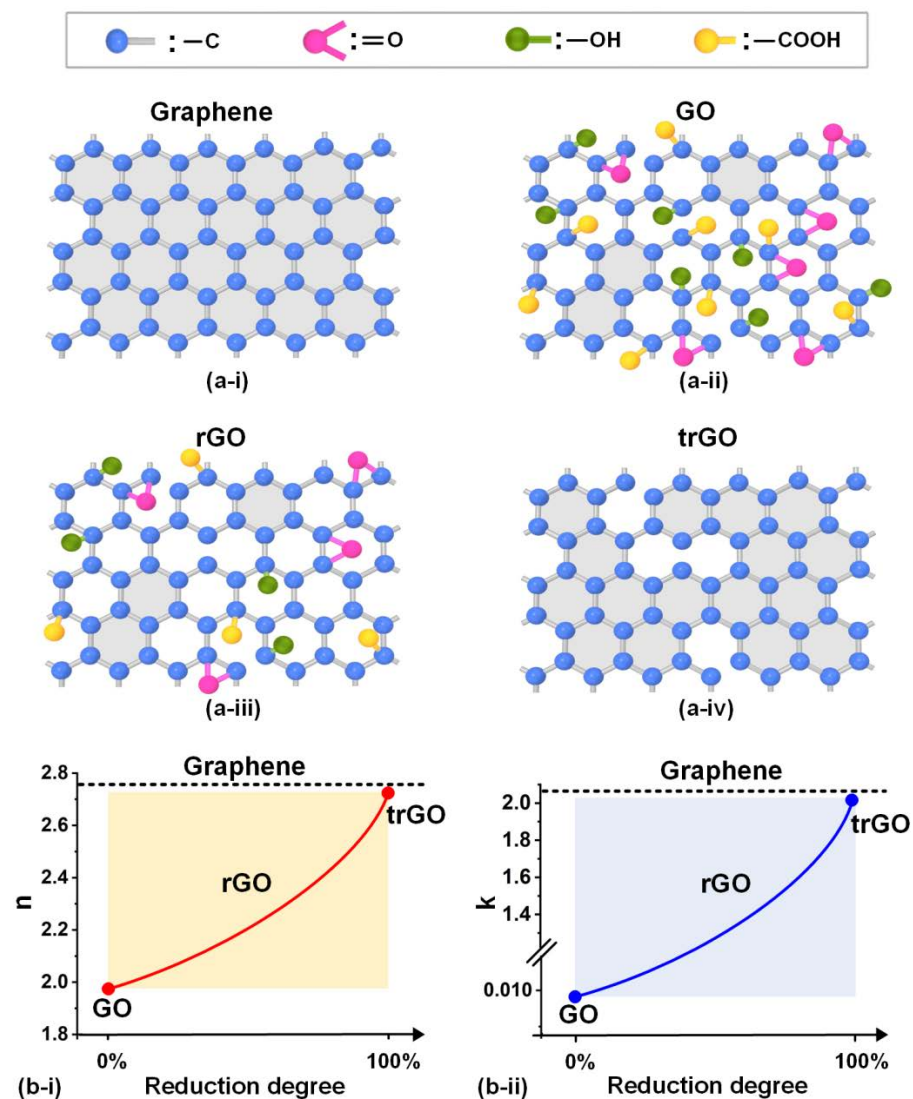 :—C :=O :—OH :—COOH
Graphene
GO
(a-i)
(a-ii)
rGO
trGO
(a-iii)
(a-iv)
Graphene
2.8
2.6
2.4
2.2
2.0
1.8
n
trGO
rGO
GO
0% 100%
(b-i) Reduction degree
Graphene
2.0
1.8
1.6
1.4
0.010
k
trGO
rGO
GO
0% 100%
(b-ii) Reduction degree